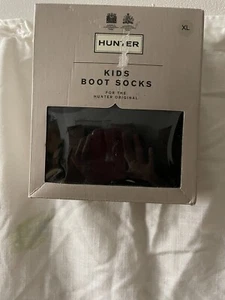 HUNTER
XL
KIDS
BOOT SOCKS
FOR THE
HUNTER ORIGINAL